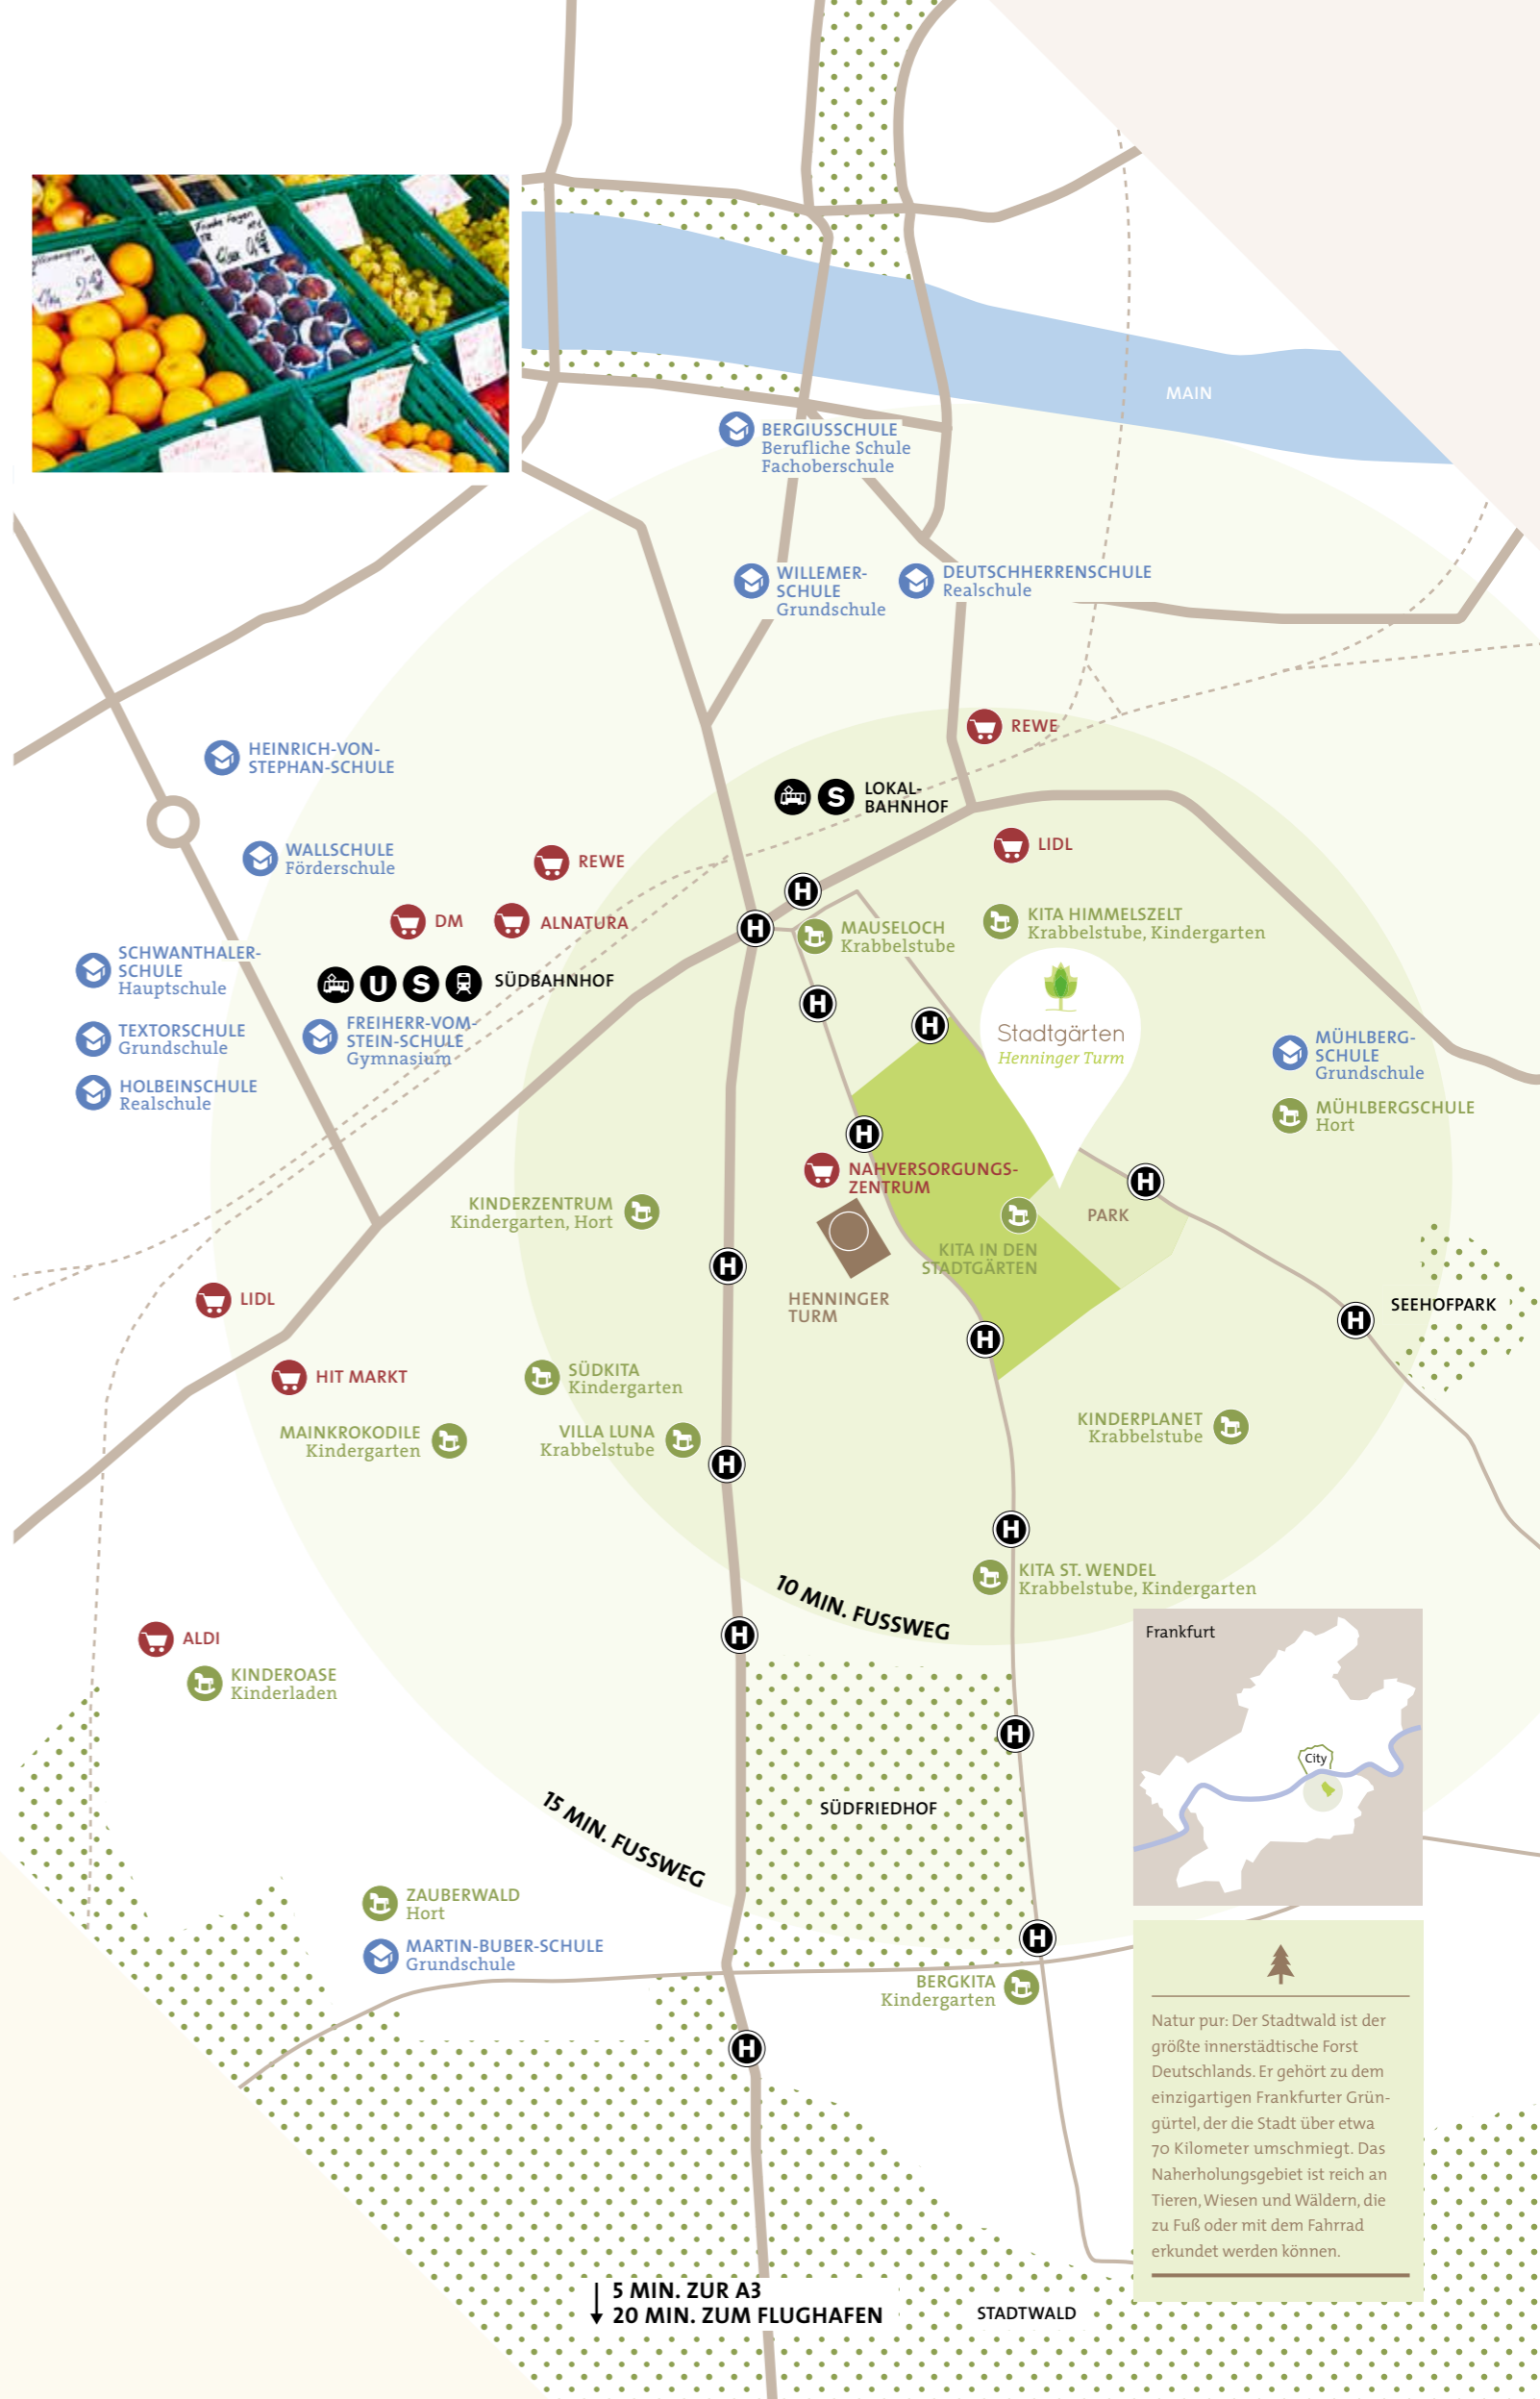 MAIN
BERGIUSSCHULE
Berufliche Schule
Fachoberschule
WILLEMER-
SCHULE
Grundschule
DEUTSCHHERRENSCHULE
Realschule
REWE
HEINRICH-VON-
STEPHAN-SCHULE
LOKAL-
BAHNHOF
S
LIDL
WALLSCHULE
Förderschule
REWE
DM
ALNATURA
H
H
MAUSELOCH
Krabbelstube
KITA HIMMELSZELT
Krabbelstube, Kindergarten
SCHWANTHALER-
SCHULE
Hauptschule
U
S
SÜDBAHNHOF
H
H
Stadtgärten
Henninger Turm
TEXTORSCHULE
Grundschule
FREIHERR-VOM-
STEIN-SCHULE
Gymnasium
MÜHLBERG-
SCHULE
Grundschule
HOLBEINSCHULE
Realschule
MÜHLBERGSCHULE
Hort
H
NAHVERSORGUNGS-
ZENTRUM
H
KINDERZENTRUM
Kindergarten, Hort
PARK
KITA IN DEN
STADTGÄRTEN
H
LIDL
HENNINGER
TURM
SEEHOFPARK
H
H
HIT MARKT
SÜDKITA
Kindergarten
MAINKROKODILE
Kindergarten
VILLA LUNA
Krabbelstube
KINDERPLANET
Krabbelstube
H
H
KITA ST. WENDEL
Krabbelstube, Kindergarten
10 MIN. FUSSWEG
H
ALDI
KINDEROASE
Kinderladen
Frankfurt
City
H
SÜDFRIEDHOF
15 MIN. FUSSWEG
ZAUBERWALD
Hort
MARTIN-BUBER-SCHULE
Grundschule
H
BERGKITA
Kindergarten
H
Natur pur: Der Stadtwald ist der
größte innerstädtische Forst
Deutschlands. Er gehört zu dem
einzigartigen Frankfurter Grün-
gürtel, der die Stadt über etwa
70 Kilometer umschmiegt. Das
Naherholungsgebiet ist reich an
Tieren, Wiesen und Wäldern, die
zu Fuß oder mit dem Fahrrad
erkundet werden können.
5 MIN. ZUR A3
20 MIN. ZUM FLUGHAFEN
STADTWALD